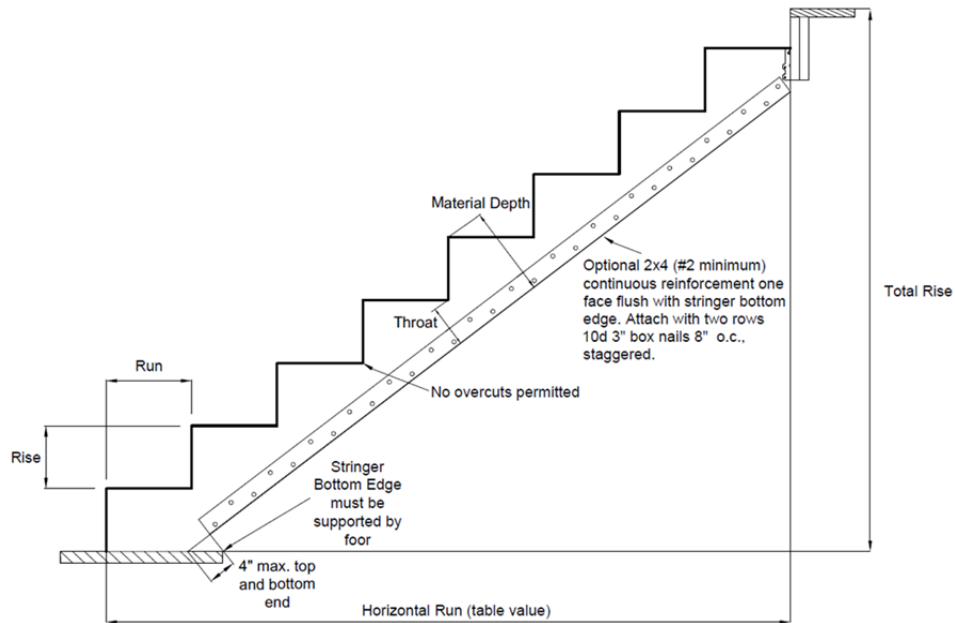 Material Depth
Optional 2x4 (#2 minimum)
continuous reinforcement one
face flush with stringer bottom
edge. Attach with two rows
10d 3" box nails 8" o.c.,
staggered.
Total Rise
Throat
Run
No overcuts permitted
Rise
Stringer
Bottom Edge
must be
supported by
foor
4" max. top
and bottom
end
Horizontal Run (table value)